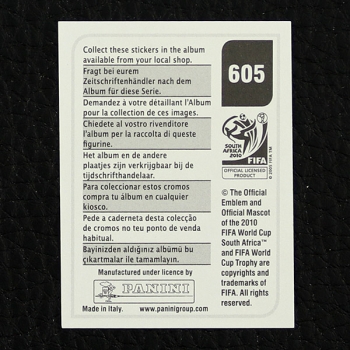 Collect these stickers in the album
available from your local shop.
Fragt bei eurem
Zeitschriftenhändler nach dem
Album für diese Serie.
Demandez à votre détaillant l'Album
pour la collection de ces images.
Chiedete al vostro rivenditore
l'album per la raccolta di queste
figurine.
Het album en de andere
plaatjes zijn verkrijgbaar bij de
tijdschrifthandelaar.
Para coleccionar estos cromos
compra tu álbum en cualquier
kiosco.
Pede a caderneta desta colecção
de cromos no teu ponto de venda
habitual.
Bayinizden aldığınız albümü bu
çıkartmalar ile tamamlayın.
Manufactured under licence by
PANINI
Made in Italy. www.paninigroup.com
605
SOUTH AFRICA
2010
FIFA
© 2005 FIFA TM
OFFICIAL LICENSED
PRODUCT
© The Official
Emblem and
Official Mascot
of the 2010
FIFA World Cup
South Africa™
and FIFA World
Cup Trophy are
copyrights and
trademarks of
FIFA. All rights
reserved.